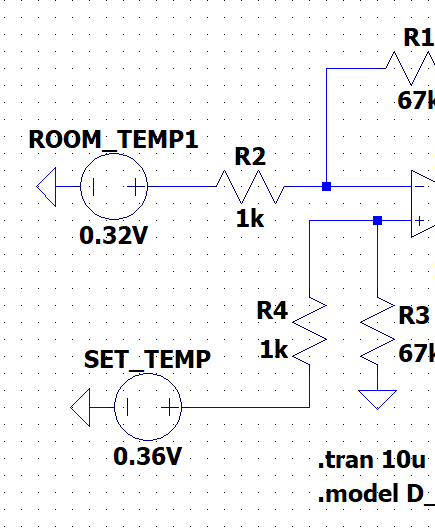 R1
67k
ROOM_TEMP1
R2
1k
0.32V
R4
1k
R3
67k
SET_TEMP
0.36V
.tran 10u
.model D_